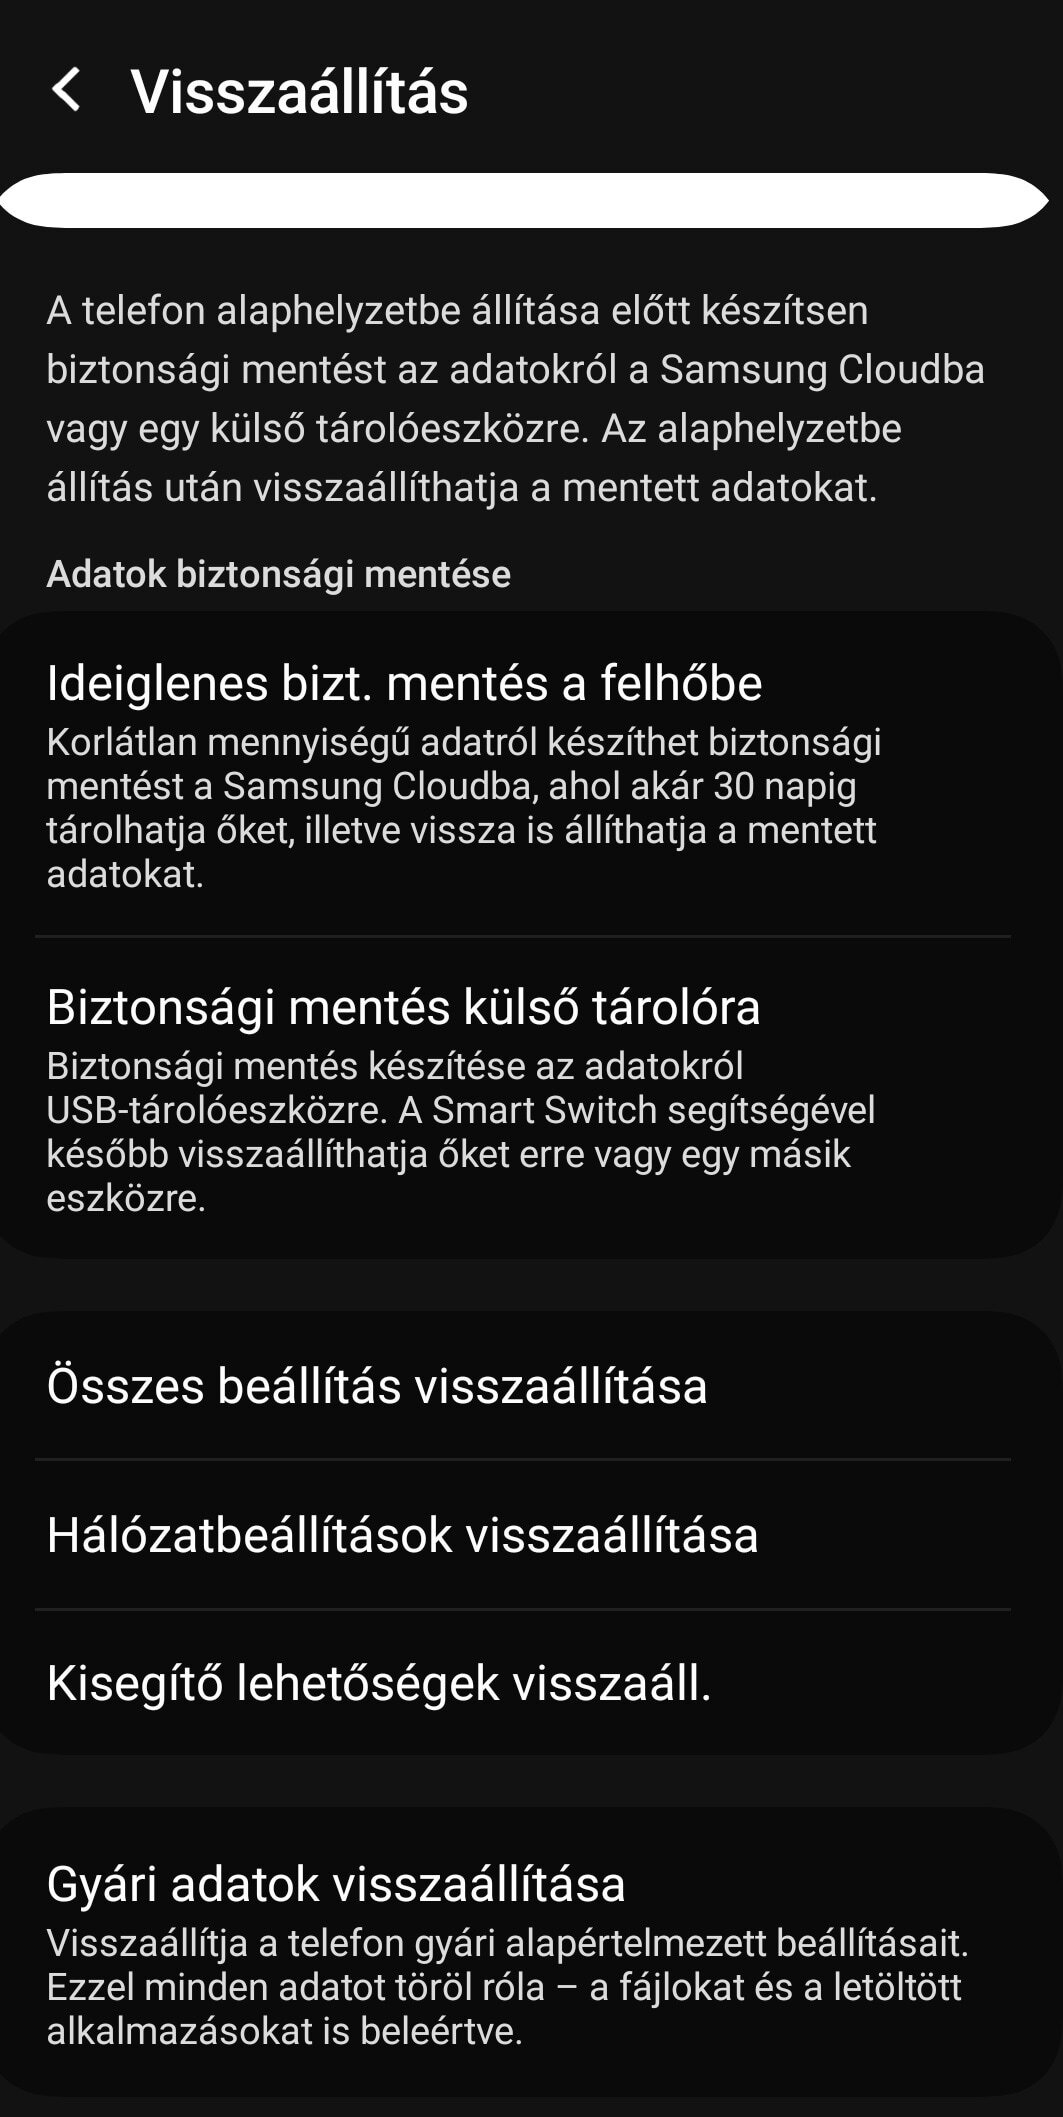 Visszaállítás
A telefon alaphelyzetbe állítása előtt készítsen
biztonsági mentést az adatokról a Samsung Cloudba
vagy egy külső tárolóeszközre. Az alaphelyzetbe
állítás után visszaállíthatja a mentett adatokat.
Adatok biztonsági mentése
Ideiglenes bizt. mentés a felhőbe
Korlátlan mennyiségű adatról készíthet biztonsági
mentést a Samsung Cloudba, ahol akár 30 napig
tárolhatja őket, illetve vissza is állíthatja a mentett
adatokat.
Biztonsági mentés külső tárolóra
Biztonsági mentés készítése az adatokról
USB-tárolóeszközre. A Smart Switch segítségével
később visszaállíthatja őket erre vagy egy másik
eszközre.
Összes beállítás visszaállítása
Hálózatbeállítások visszaállítása
Kisegítő lehetőségek visszaáll.
Gyári adatok visszaállítása
Visszaállítja a telefon gyári alapértelmezett beállításait.
Ezzel minden adatot töröl róla – a fájlokat és a letöltött
alkalmazásokat is beleértve.